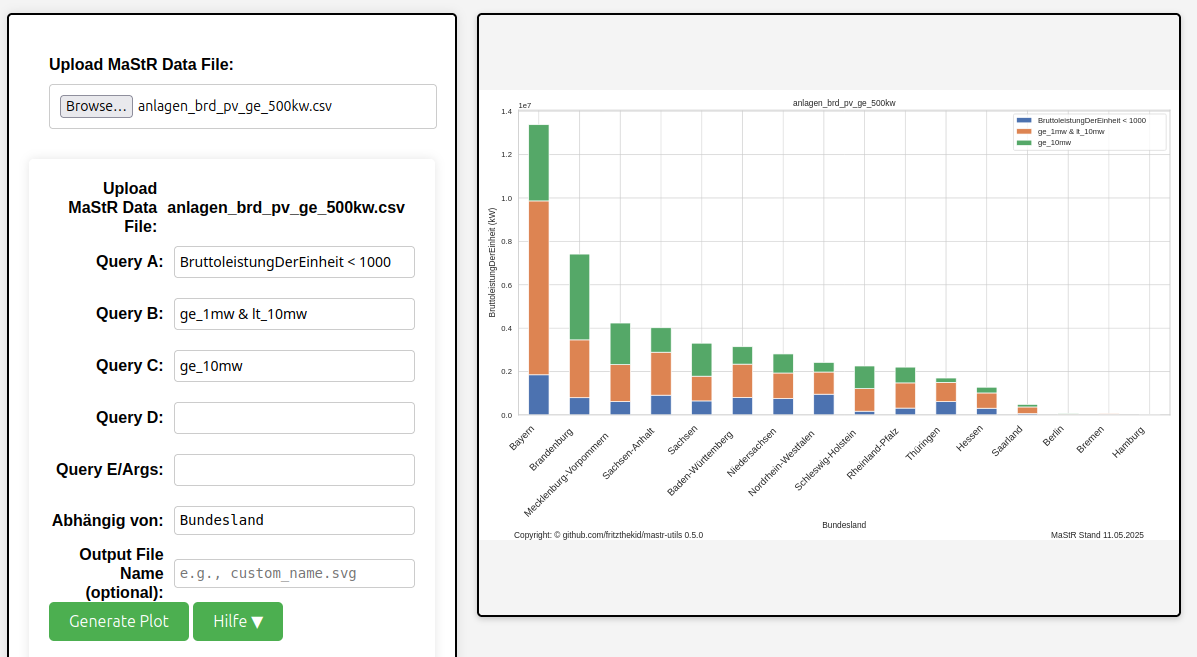 Upload MaStR Data File:
Browse... anlagen_brd_pv_ge_500kw.csv
Upload
MaStR Data
File:
anlagen_brd_pv_ge_500kw.csv
Query A:
BruttoleistungDerEinheit < 1000
Query B:
ge_1mw & lt_10mw
Query C:
ge_10mw
Query D:
Query E/Args:
Abhängig von:
Bundesland
Output File
Name
(optional):
e.g., custom_name.svg
Generate Plot
Hilfe ▼
anlagen_brd_pv_ge_500kw
1e7
1.4
1.2
1.0
0.8
0.6
0.4
0.2
0.0
BruttoleistungDerEinheit (kW)
BruttoleistungDerEinheit < 1000
ge_1mw & lt_10mw
ge_10mw
Bayern
Brandenburg
Mecklenburg-Vorpommern
Sachsen-Anhalt
Sachsen
Baden-Württemberg
Niedersachsen
Nordrhein-Westfalen
Schleswig-Holstein
Rheinland-Pfalz
Thüringen
Hessen
Saarland
Berlin
Bremen
Hamburg
Bundesland
Copyright: © github.com/fritzthekid/mastr-utils 0.5.0
MaStR Stand 11.05.2025